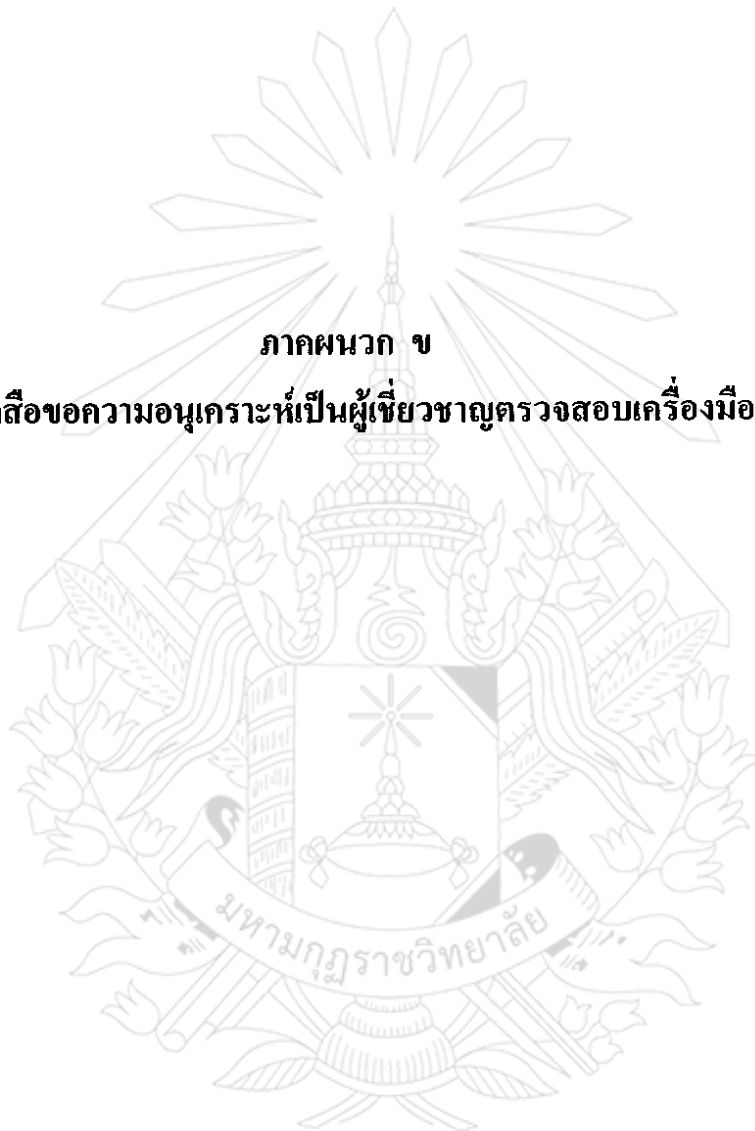 ภาคผนวก ข
สือขอความอนุเคราะห์เป็นผู้เชี่ยวชาญตรวจสอบเครื่องมือ
มหามกุฏราชวิทยาลัย